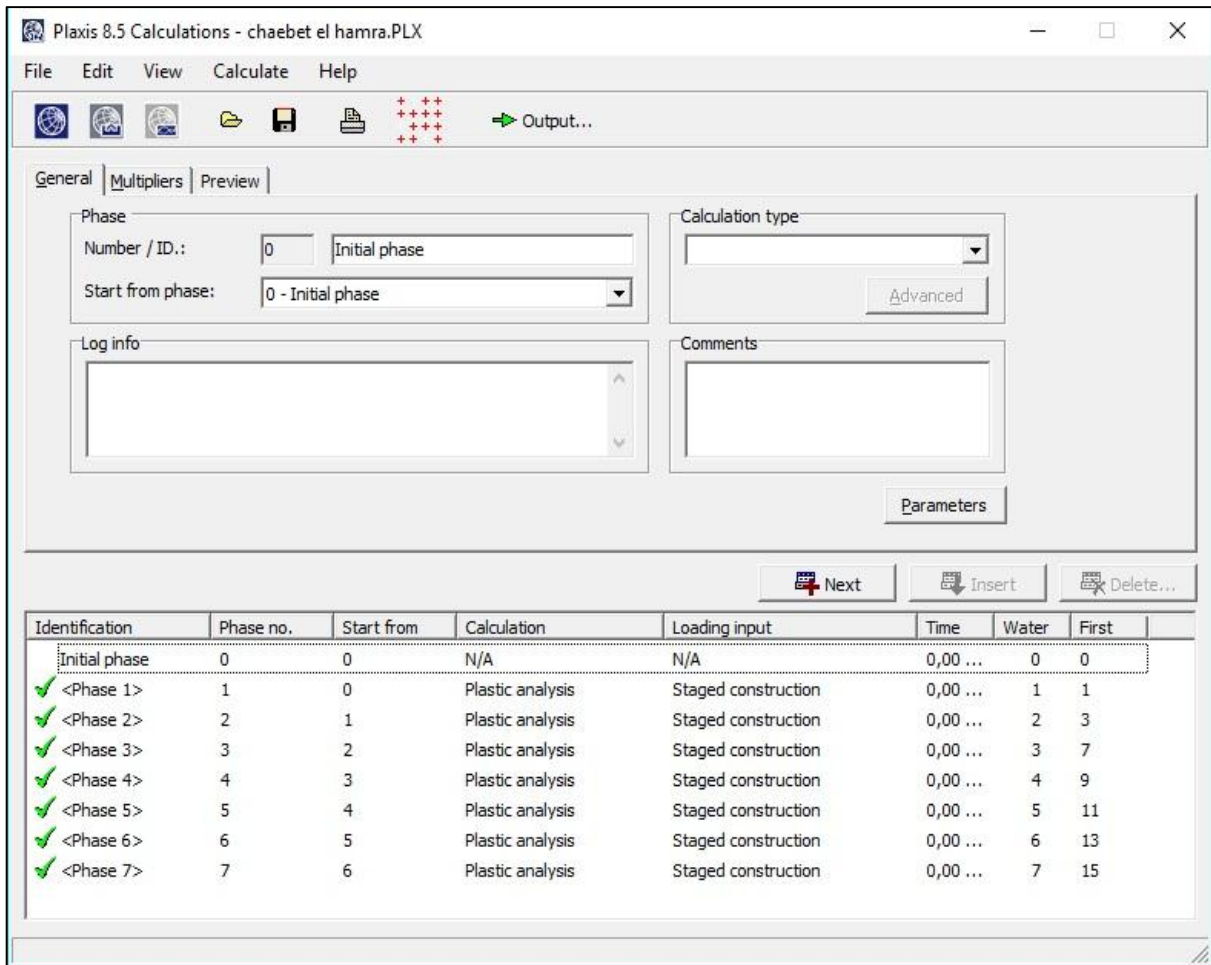 Plaxis 8.5 Calculations - chaebet el hamra.PLX
File Edit View Calculate Help
Output...
General Multipliers Preview
Phase
Number / ID.: 0 Initial phase
Start from phase: 0 - Initial phase
Calculation type
Advanced
Log info
Comments
Parameters
Next Insert Delete...
Identification Phase no. Start from Calculation Loading input Time Water First
Initial phase 0 0 N/A N/A 0,00 ... 0 0
<Phase 1> 1 0 Plastic analysis Staged construction 0,00 ... 1 1
<Phase 2> 2 1 Plastic analysis Staged construction 0,00 ... 2 3
<Phase 3> 3 2 Plastic analysis Staged construction 0,00 ... 3 7
<Phase 4> 4 3 Plastic analysis Staged construction 0,00 ... 4 9
<Phase 5> 5 4 Plastic analysis Staged construction 0,00 ... 5 11
<Phase 6> 6 5 Plastic analysis Staged construction 0,00 ... 6 13
<Phase 7> 7 6 Plastic analysis Staged construction 0,00 ... 7 15